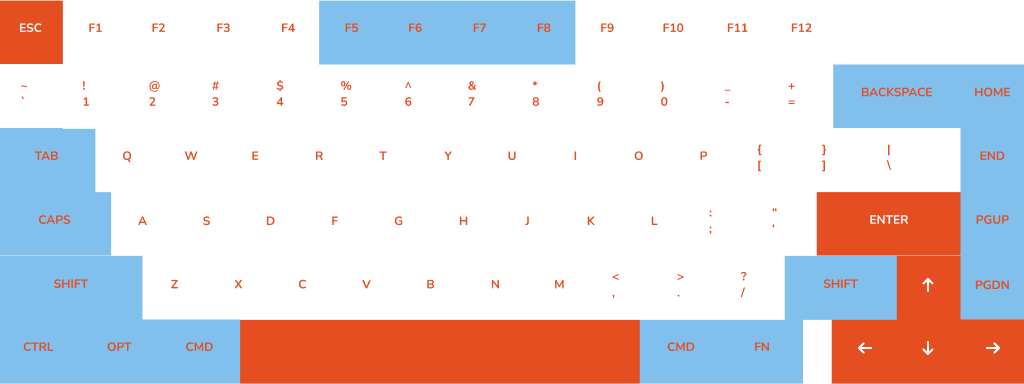 ESC F1 F2 F3 F4 F5 F6 F7 F8 F9 F10 F11 F12
~ ! @ # $ % ^ & * ( ) _ +
` 1 2 3 4 5 6 7 8 9 0 - = BACKSPACE HOME
TAB Q W E R T Y U I O P { } | END
[ ] \
CAPS A S D F G H J K L : “ ENTER PGUP
; ‘
SHIFT Z X C V B N M < > ? SHIFT ↑ PGDN
, . /
CTRL OPT CMD CMD FN ← ↓ →